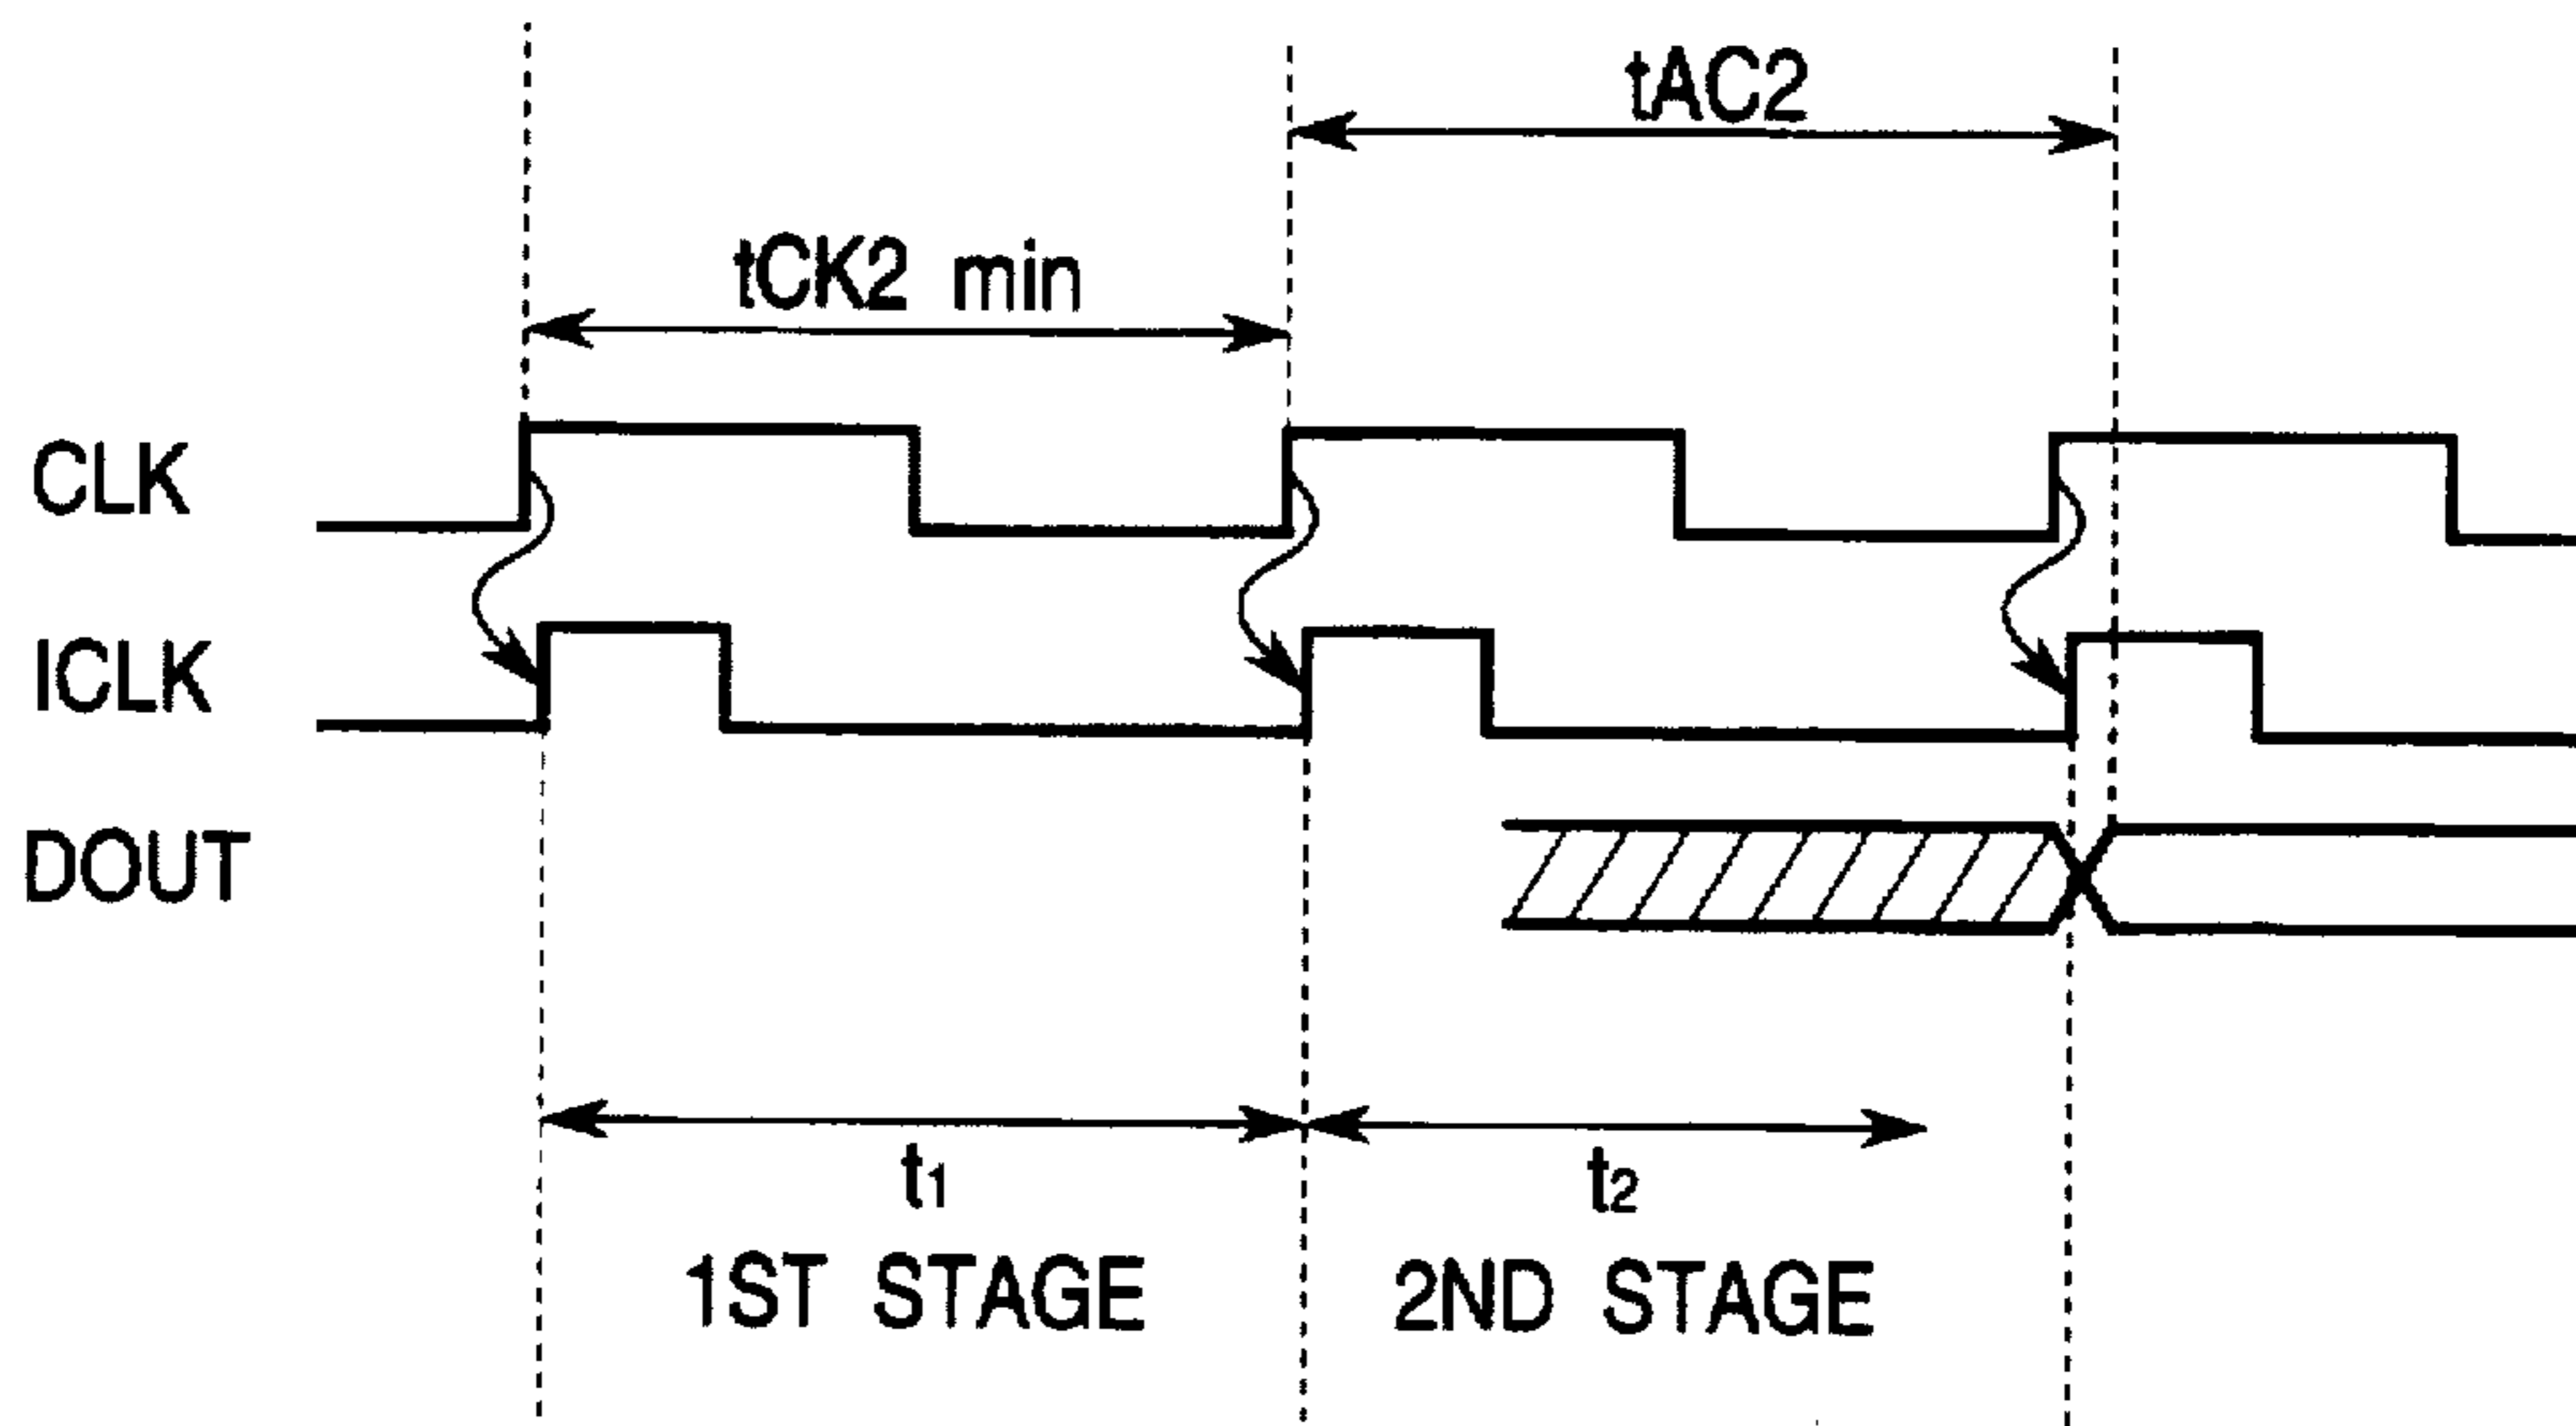 tAC2
tCK2 min
CLK
ICLK
DOUT
t1
t2
1ST STAGE
2ND STAGE